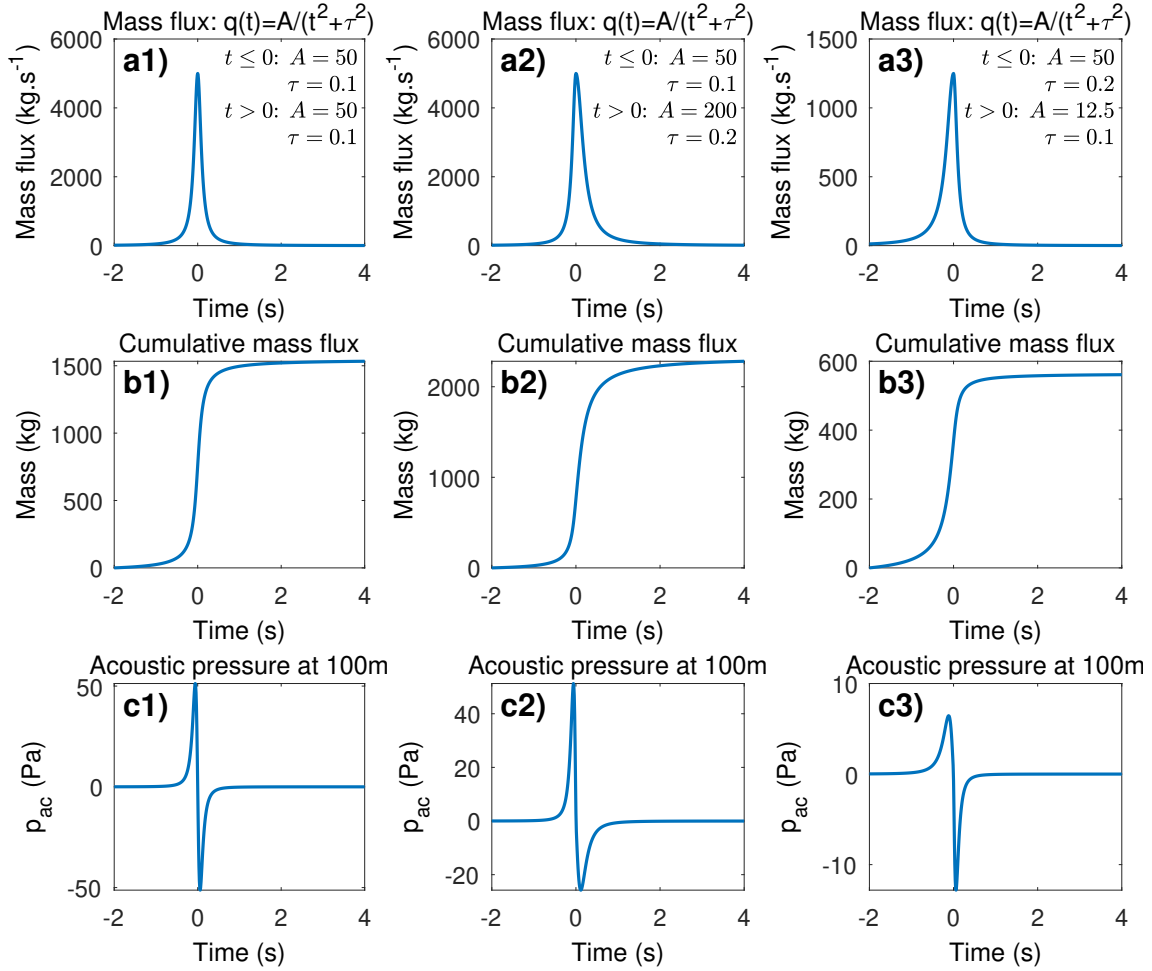 Mass flux: q(t)=A/(t²+τ²)
6000
4000
2000
0
Mass flux (kg.s⁻¹)
a1)
t ≤ 0: A = 50
τ = 0.1
t > 0: A = 50
τ = 0.1
-2 0 2 4
Time (s)
Mass flux: q(t)=A/(t²+τ²)
6000
4000
2000
0
Mass flux (kg.s⁻¹)
a2)
t ≤ 0: A = 50
τ = 0.1
t > 0: A = 200
τ = 0.2
-2 0 2 4
Time (s)
Mass flux: q(t)=A/(t²+τ²)
1500
1000
500
0
Mass flux (kg.s⁻¹)
a3)
t ≤ 0: A = 50
τ = 0.2
t > 0: A = 12.5
τ = 0.1
-2 0 2 4
Time (s)
Cumulative mass flux
1500
1000
500
0
Mass (kg)
b1)
-2 0 2 4
Time (s)
Cumulative mass flux
2000
1000
0
Mass (kg)
b2)
-2 0 2 4
Time (s)
Cumulative mass flux
600
400
200
0
Mass (kg)
b3)
-2 0 2 4
Time (s)
Acoustic pressure at 100m
50
0
-50
p_ac (Pa)
c1)
-2 0 2 4
Time (s)
Acoustic pressure at 100m
40
20
0
-20
p_ac (Pa)
c2)
-2 0 2 4
Time (s)
Acoustic pressure at 100m
10
0
-10
p_ac (Pa)
c3)
-2 0 2 4
Time (s)